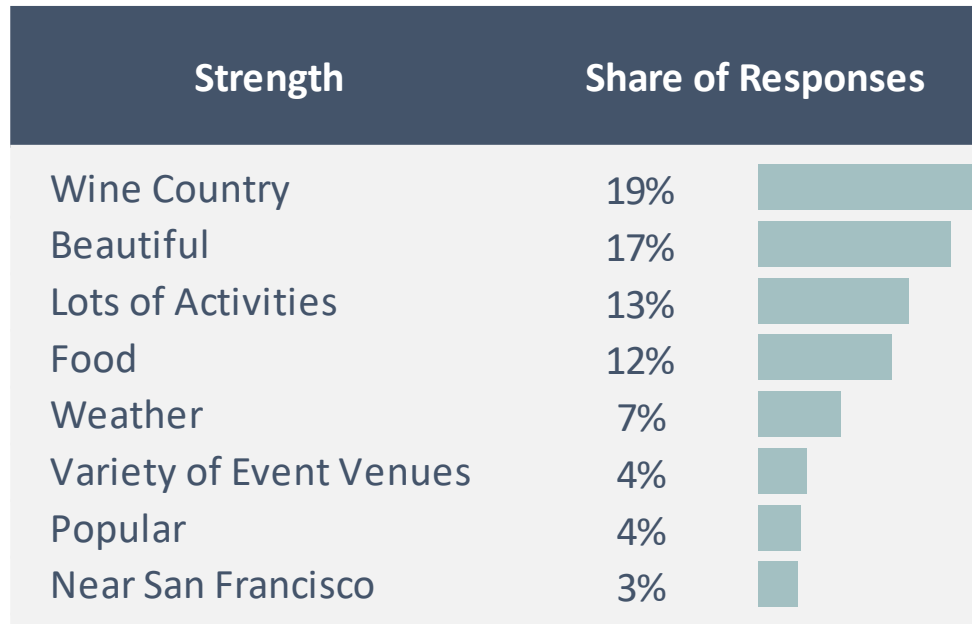 Strength Share of Responses
Wine Country 19%
Beautiful 17%
Lots of Activities 13%
Food 12%
Weather 7%
Variety of Event Venues 4%
Popular 4%
Near San Francisco 3%